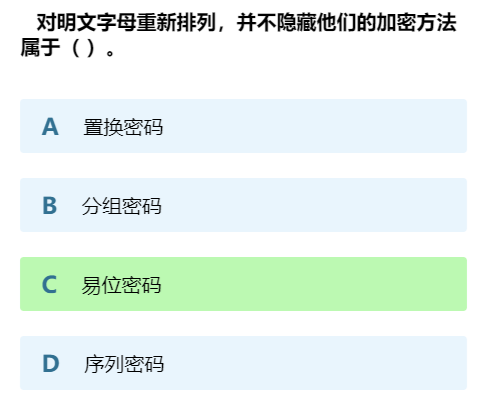 对明文字母重新排列，并不隐藏他们的加密方法
属于（ ）。
A 置换密码
B 分组密码
C 易位密码
D 序列密码